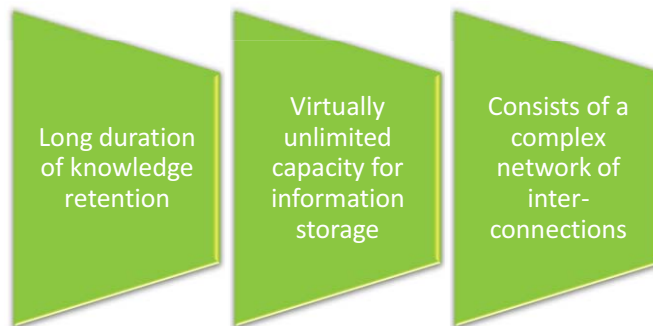 Long duration
of knowledge
retention
Virtually
unlimited
capacity for
information
storage
Consists of a
complex
network of
inter-
connections